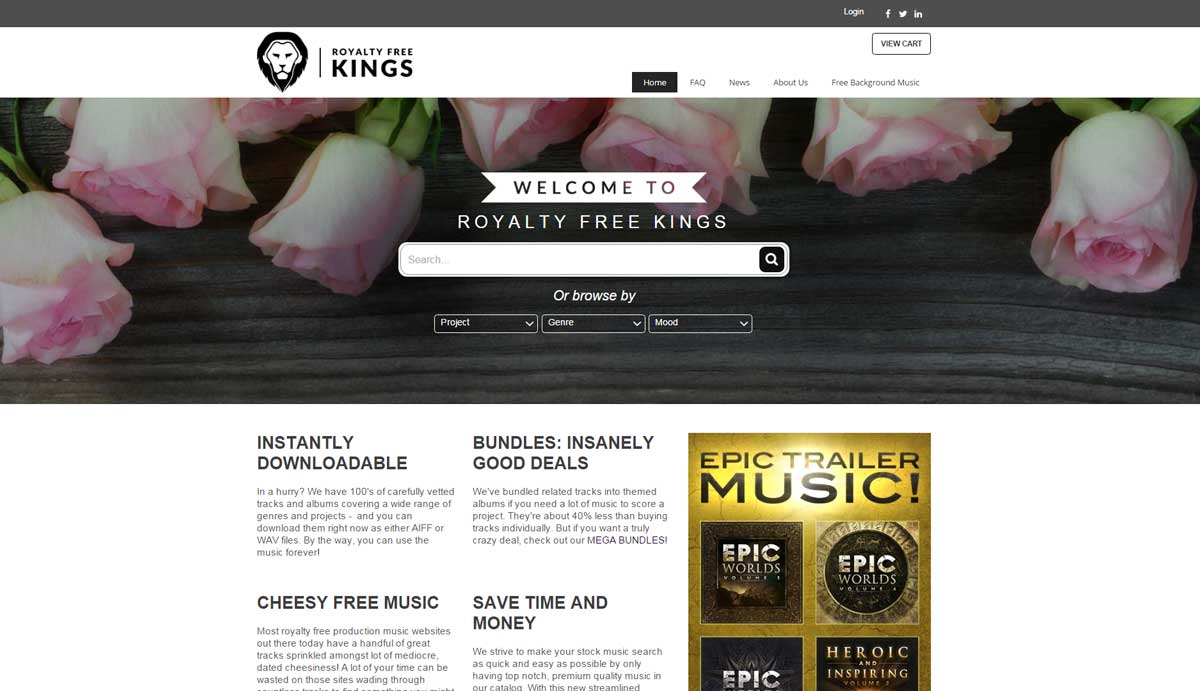 Login
VIEW CART
ROYALTY FREE
KINGS
Home FAQ News About Us Free Background Music
WELCOME TO
ROYALTY FREE KINGS
Search...
Or browse by
Project Genre Mood
INSTANTLY
DOWNLOADABLE
In a hurry? We have 100's of carefully vetted
tracks and albums covering a wide range of
genres and projects - and you can
download them right now as either AIFF or
WAV files. By the way, you can use the
music forever!
BUNDLES: INSANELY
GOOD DEALS
We've bundled related tracks into themed
albums if you need a lot of music to score a
project. They're about 40% less than buying
tracks individually. But if you want a truly
crazy deal, check out our MEGA BUNDLES!
CHEESY FREE MUSIC
Most royalty free production music websites
out there today have a handful of great
tracks sprinkled amongst lot of mediocre,
dated cheesiness! A lot of your time can be
wasted on those sites wading through
countless tracks to find something you might
SAVE TIME AND
MONEY
We strive to make your stock music search
as quick and easy as possible by only
having top notch, premium quality music in
our catalog. With this new streamlined
EPIC TRAILER
MUSIC!
EPIC
WORLDS
VOLUME
EPIC
WORLDS
VOLUME
EPIC
HEROIC
AND
INSPIRING
VOLUME 2